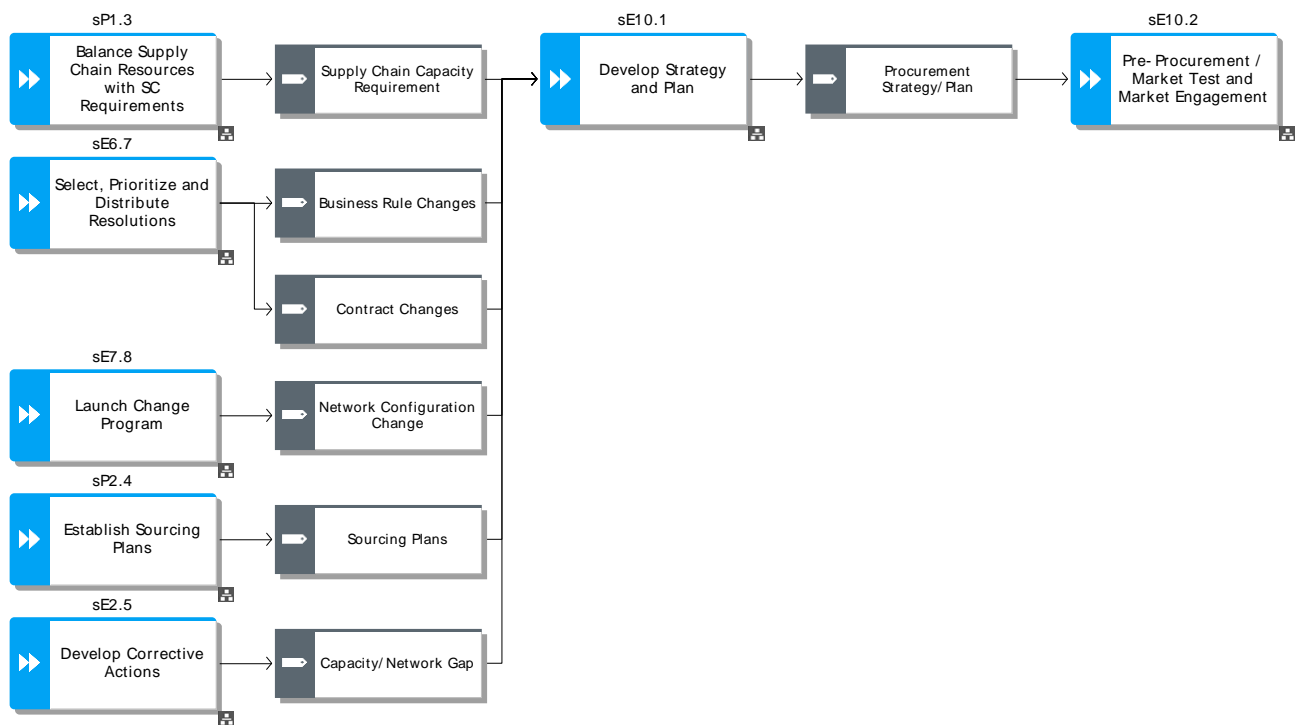 sP1.3
Balance Supply
Chain Resources
with SC
Requirements
Supply Chain Capacity
Requirement
sE10.1
Develop Strategy
and Plan
Procurement
Strategy/ Plan
sE10.2
Pre- Procurement /
Market Test and
Market Engagement
sE6.7
Select, Prioritize and
Distribute
Resolutions
Business Rule Changes
Contract Changes
sE7.8
Launch Change
Program
Network Configuration
Change
sP2.4
Establish Sourcing
Plans
Sourcing Plans
sE2.5
Develop Corrective
Actions
Capacity/ Network Gap